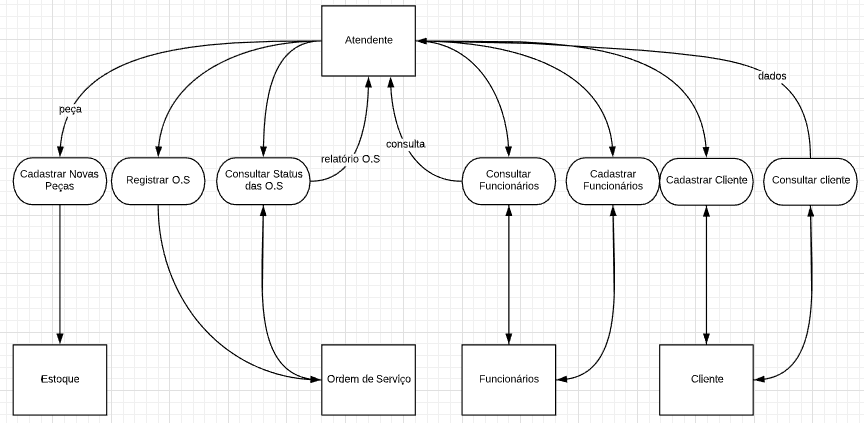 Atendente
dados
peça
consulta
relatório O.S
Cadastrar Novas
Peças
Registrar O.S
Consultar Status
das O.S
Consultar
Funcionários
Cadastrar
Funcionários
Cadastrar Cliente
Consultar cliente
Estoque
Ordem de Serviço
Funcionários
Cliente